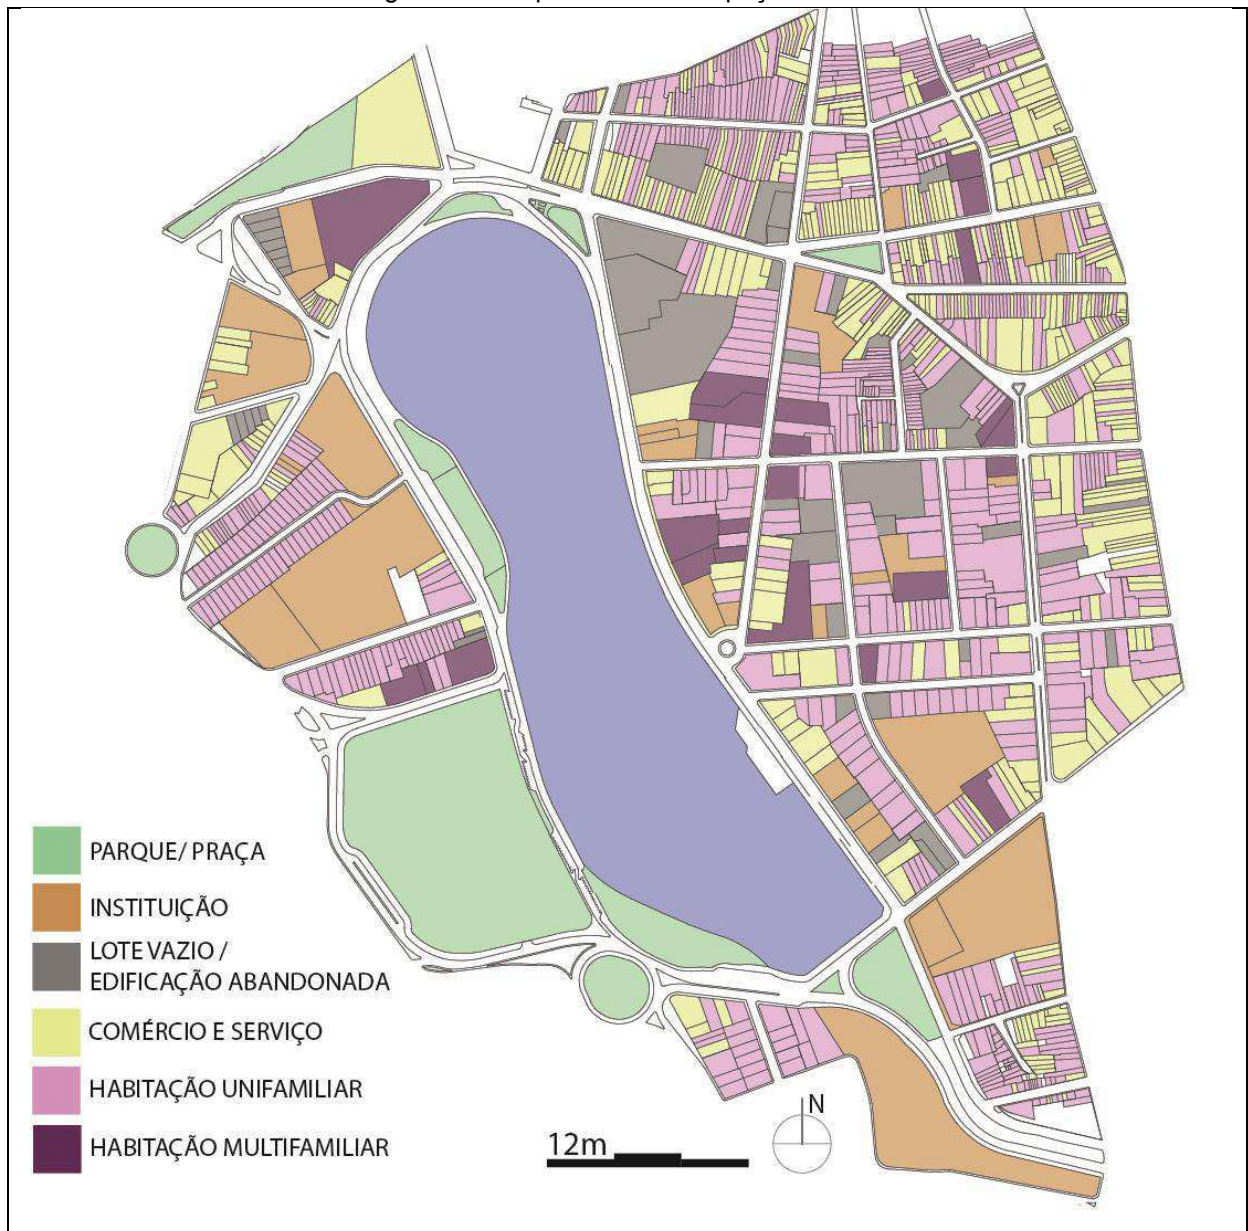 PARQUE/ PRAÇA
INSTITUIÇÃO
LOTE VAZIO /
EDIFICAÇÃO ABANDONADA
COMÉRCIO E SERVIÇO
HABITAÇÃO UNIFAMILIAR
HABITAÇÃO MULTIFAMILIAR
12m
N